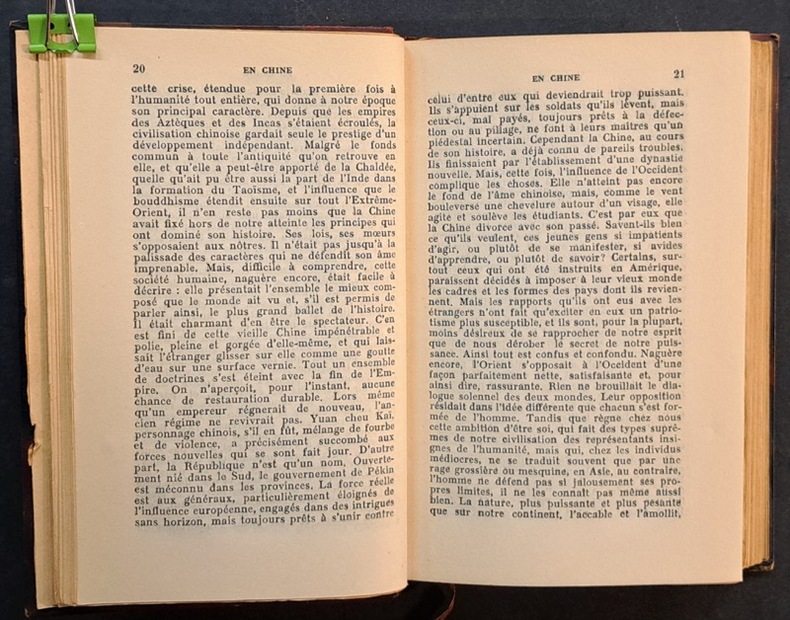 20
EN CHINE
cette crise, étendue pour la première fois à
l'humanité tout entière, qui donne à notre époque
son principal caractère. Depuis que les empires
des Aztèques et des Incas s'étaient écroulés, la
civilisation chinoise gardait seule le prestige d'un
développement indépendant. Malgré le fonds
commun à toute l'antiquité qu'on retrouve en
elle, et qu'elle a peut-être apporté de la Chaldée,
quelle qu'ait pu être aussi la part de l'Inde dans
la formation du Taoïsme, et l'influence que le
bouddhisme étendit ensuite sur tout l'Extrême-
Orient, il n'en reste pas moins que la Chine
avait fixé hors de notre atteinte les principes qui
ont dominé son histoire. Ses lois, ses mœurs
s'opposaient aux nôtres. Il n'était pas jusqu'à la
palissade des caractères qui ne défendît son âme
imprenable. Mais, difficile à comprendre, cette
société humaine, naguère encore, était facile à
décrire : elle présentait l'ensemble le mieux com-
posé que le monde ait vu et, s'il est permis de
parler ainsi, le plus grand ballet de l'histoire.
Il était charmant d'en être le spectateur. C'en
est fini de cette vieille Chine impénétrable et
polie, pleine et gorgée d'elle-même, et qui lais-
sait l'étranger glisser sur elle comme une goutte
d'eau sur une surface vernie. Tout un ensemble
de doctrines s'est éteint avec la fin de l'Em-
pire. On n'aperçoit, pour l'instant, aucune
chance de restauration durable. Lors même
qu'un empereur régnerait de nouveau, l'an-
cien régime ne revivrait pas. Yuan cheu Kaï,
personnage chinois, s'il en fût, mélange de fourbe
et de violence, a précisément succombé aux
forces nouvelles qui se sont fait jour. D'autre
part, la République n'est qu'un nom. Ouverte-
ment nié dans le Sud, le gouvernement de Pékin
est méconnu dans les provinces. La force réelle
est aux généraux, particulièrement éloignés de
l'influence européenne, engagés dans des intrigues
sans horizon, mais toujours prêts à s'unir contre
EN CHINE
21
celui d'entre eux qui deviendrait trop puissant.
Ils s'appuient sur les soldats qu'ils lèvent, mais
ceux-ci, mal payés, toujours prêts à la défec-
tion ou au pillage, ne font à leurs maîtres qu'un
piédestal incertain. Cependant la Chine, au cours
de son histoire, a déjà connu de pareils troubles.
Ils finissaient par l'établissement d'une dynastie
nouvelle. Mais, cette fois, l'influence de l'Occident
complique les choses. Elle n'atteint pas encore
le fond de l'âme chinoise, mais, comme le vent
bouleverse une chevelure autour d'un visage, elle
agite et soulève les étudiants. C'est par eux que
la Chine divorce avec son passé. Savent-ils bien
ce qu'ils veulent, ces jeunes gens si impatients
d'agir, ou plutôt de se manifester, si avides
d'apprendre, ou plutôt de savoir? Certains, sur-
tout ceux qui ont été instruits en Amérique,
paraissent décidés à imposer à leur vieux monde
les cadres et les formes des pays dont ils revien-
nent. Mais les rapports qu'ils ont eus avec les
étrangers n'ont fait qu'exciter en eux un patrio-
tisme plus susceptible, et ils sont, pour la plupart,
moins désireux de se rapprocher de notre esprit
que de nous dérober le secret de notre puis-
sance. Ainsi tout est confus et confondu. Naguère
encore, l'Orient s'opposait à l'Occident d'une
façon parfaitement nette, satisfaisante et, pour
ainsi dire, rassurante. Rien ne brouillait le dia-
logue solennel des deux mondes. Leur opposition
résidait dans l'idée différente que chacun s'est for-
mée de l'homme. Tandis que règne chez nous
cette ambition d'être soi, qui fait des types suprê-
mes de notre civilisation des représentants insi-
gnes de l'humanité, mais qui, chez les individus
médiocres, ne se traduit souvent que par une
rage grossière ou mesquine, en Asie, au contraire,
l'homme ne défend pas si jalousement ses pro-
pres limites, il ne les connaît pas même aussi
bien. La nature, plus puissante et plus pesante
que sur notre continent, l'accable et l'amollit,